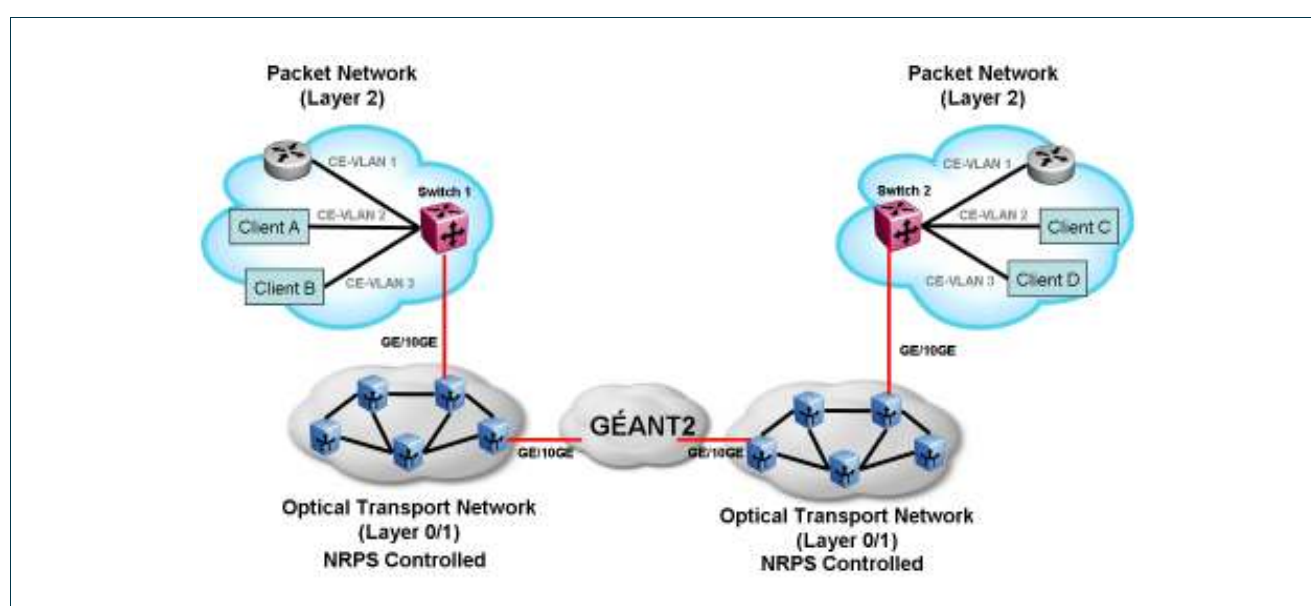 Packet Network
(Layer 2)
CE-VLAN 1
Switch 1
Client A
CE-VLAN 2
Client B
CE-VLAN 3
GE/10GE
Packet Network
(Layer 2)
CE-VLAN 1
Switch 2
CE-VLAN 2
Client C
CE-VLAN 3
Client D
GE/10GE
GÉANT2
GE/10GE
GE/10GE
Optical Transport Network
(Layer 0/1)
NRPS Controlled
Optical Transport Network
(Layer 0/1)
NRPS Controlled